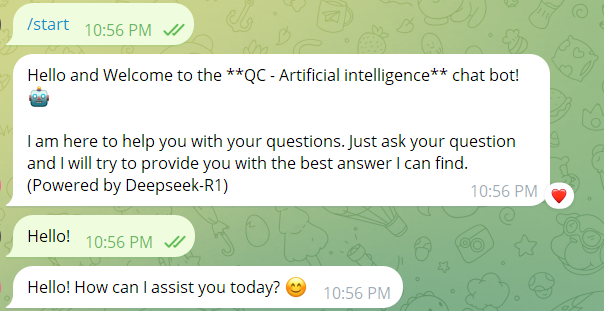 /start 10:56 PM
Hello and Welcome to the **QC - Artificial intelligence** chat bot!
🤖
I am here to help you with your questions. Just ask your question
and I will try to provide you with the best answer I can find.
(Powered by Deepseek-R1)
10:56 PM
Hello! 10:56 PM
Hello! How can I assist you today? 😊 10:56 PM